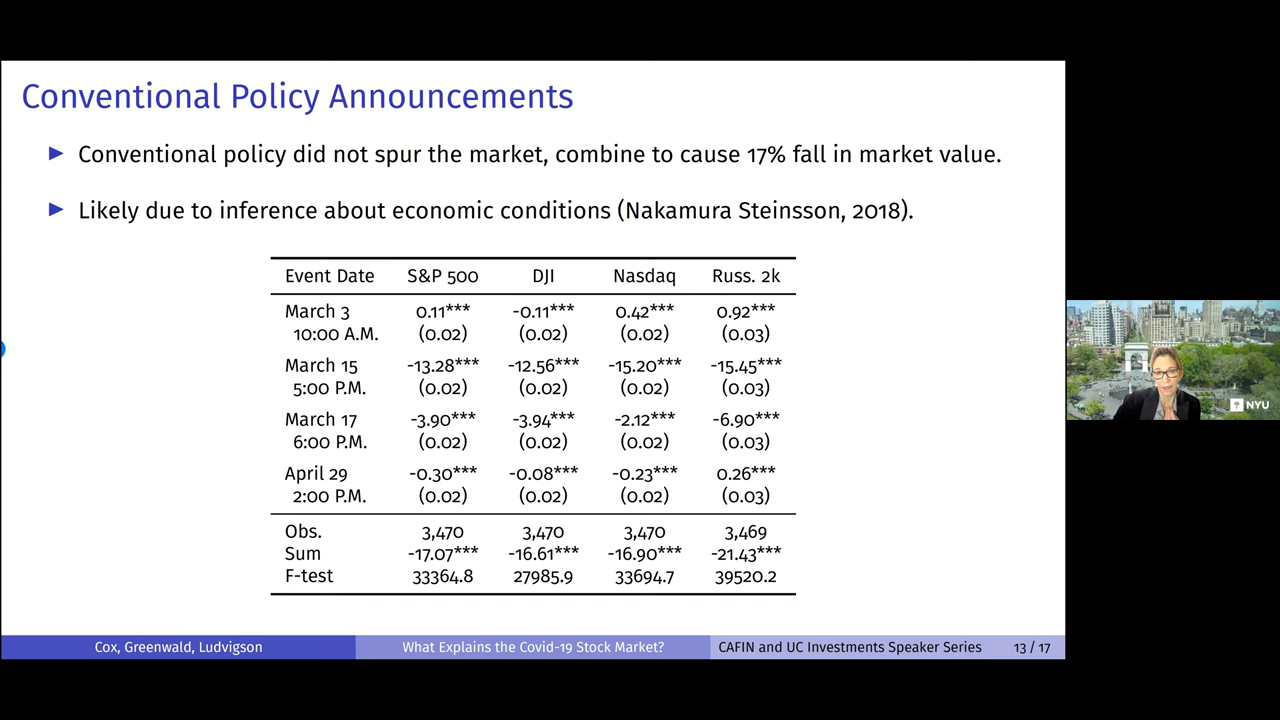 Conventional Policy Announcements
Conventional policy did not spur the market, combine to cause 17% fall in market value.
Likely due to inference about economic conditions (Nakamura Steinsson, 2018).
Event Date S&P 500 DJI Nasdaq Russ. 2k
March 3 0.11*** -0.11*** 0.42*** 0.92***
10:00 A.M. (0.02) (0.02) (0.02) (0.03)
March 15 -13.28*** -12.56*** -15.20*** -15.45***
5:00 P.M. (0.02) (0.02) (0.02) (0.03)
March 17 -3.90*** -3.94*** -2.12*** -6.90***
6:00 P.M. (0.02) (0.02) (0.02) (0.03)
April 29 -0.30*** -0.08*** -0.23*** 0.26***
2:00 P.M. (0.02) (0.02) (0.02) (0.03)
Obs. 3,470 3,470 3,470 3,469
Sum -17.07*** -16.61*** -16.90*** -21.43***
F-test 33364.8 27985.9 33694.7 39520.2
NYU
Cox, Greenwald, Ludvigson What Explains the Covid-19 Stock Market? CAFIN and UC Investments Speaker Series 13 / 17